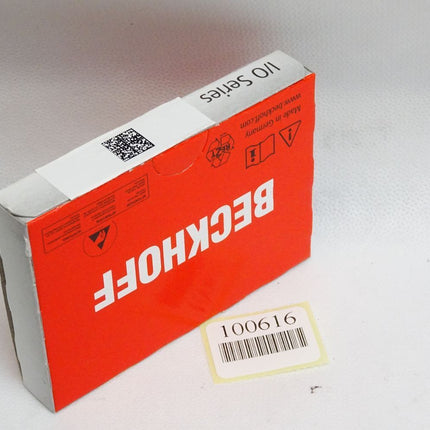 I/O Series
www.beckhoff.com
Made in Germany
BECKHOFF
100616